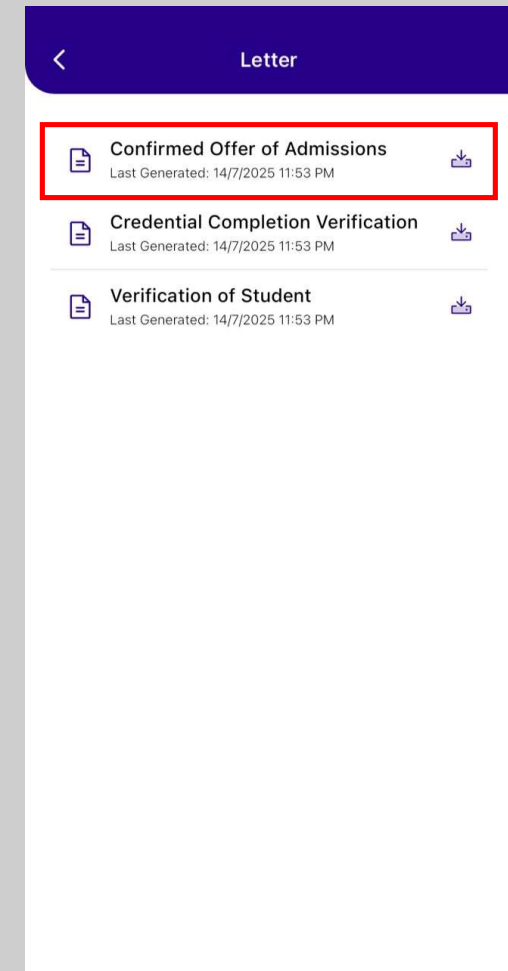 Letter
Confirmed Offer of Admissions
Last Generated: 14/7/2025 11:53 PM
Credential Completion Verification
Last Generated: 14/7/2025 11:53 PM
Verification of Student
Last Generated: 14/7/2025 11:53 PM